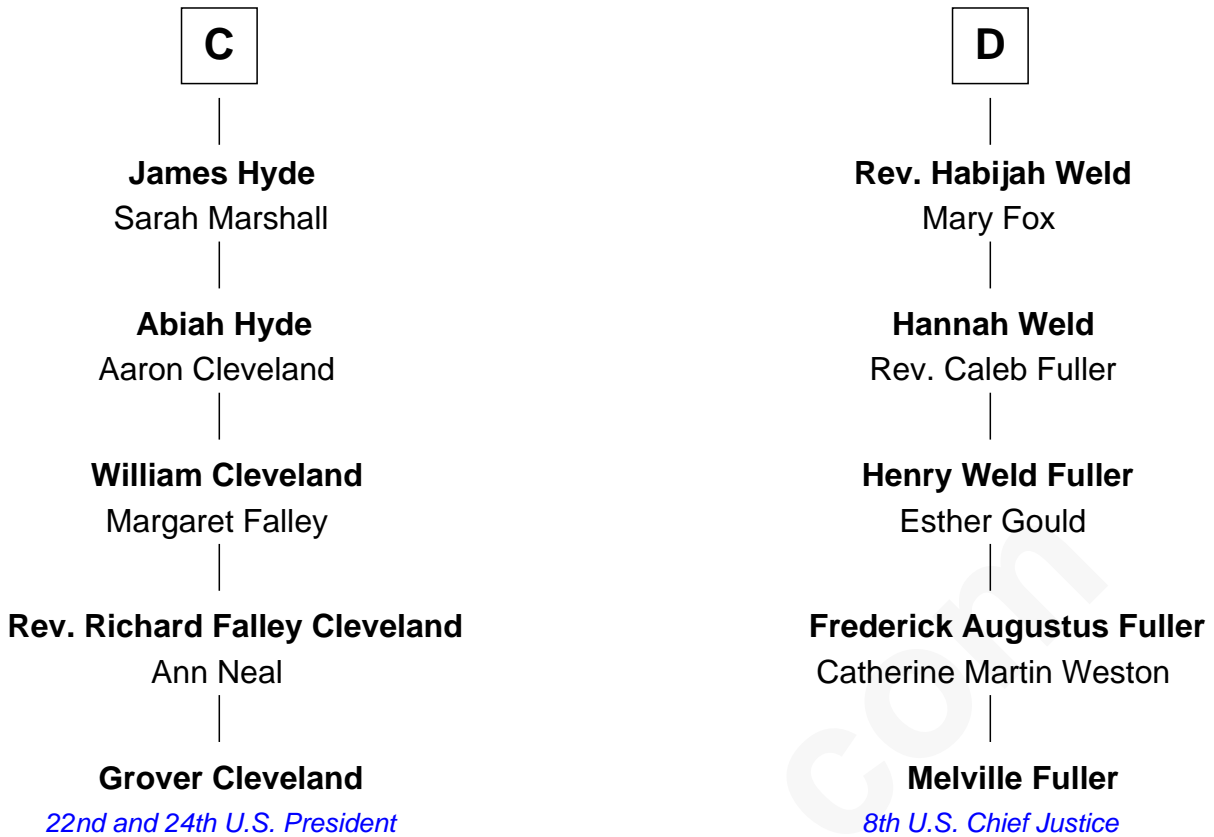 C
James Hyde
Sarah Marshall
Abiah Hyde
Aaron Cleveland
William Cleveland
Margaret Falley
Rev. Richard Falley Cleveland
Ann Neal
Grover Cleveland
22nd and 24th U.S. President
D
Rev. Habijah Weld
Mary Fox
Hannah Weld
Rev. Caleb Fuller
Henry Weld Fuller
Esther Gould
Frederick Augustus Fuller
Catherine Martin Weston
Melville Fuller
8th U.S. Chief Justice
com